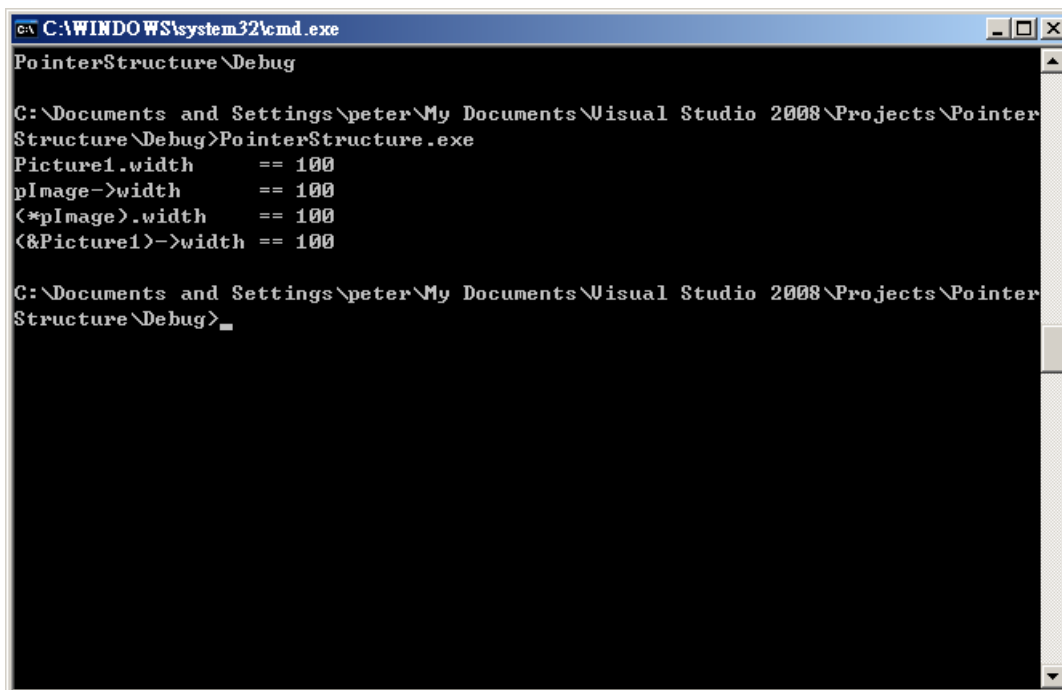 C:\WINDOWS\system32\cmd.exe
PointerStructure\Debug
C:\Documents and Settings\peter\My Documents\Visual Studio 2008\Projects\Pointer
Structure\Debug>PointerStructure.exe
Picture1.width     == 100
pImage->width      == 100
(*pImage).width    == 100
(&Picture1)->width == 100
C:\Documents and Settings\peter\My Documents\Visual Studio 2008\Projects\Pointer
Structure\Debug>_